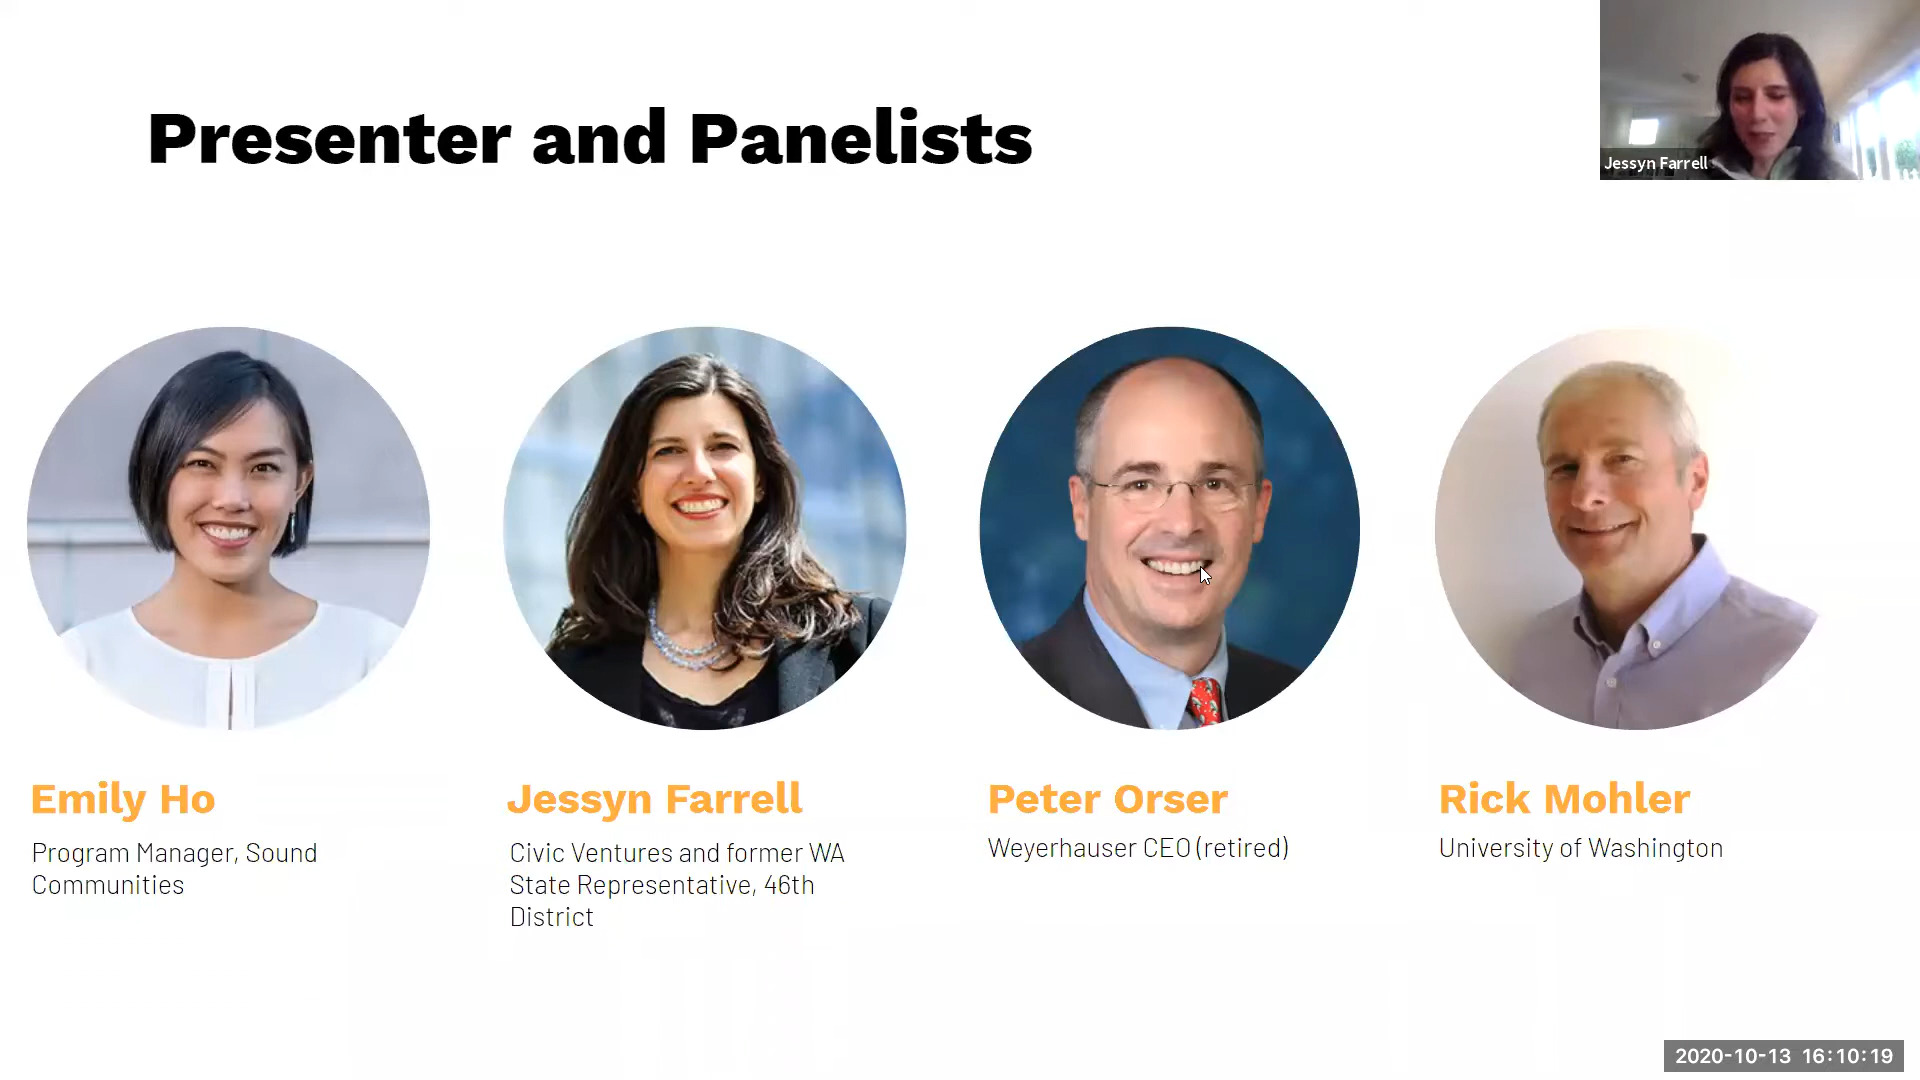 Presenter and Panelists
Jessyn Farrell
Emily Ho
Program Manager, Sound
Communities
Jessyn Farrell
Civic Ventures and former WA
State Representative, 46th
District
Peter Orser
Weyerhauser CEO (retired)
Rick Mohler
University of Washington
2020-10-13 16:10:19